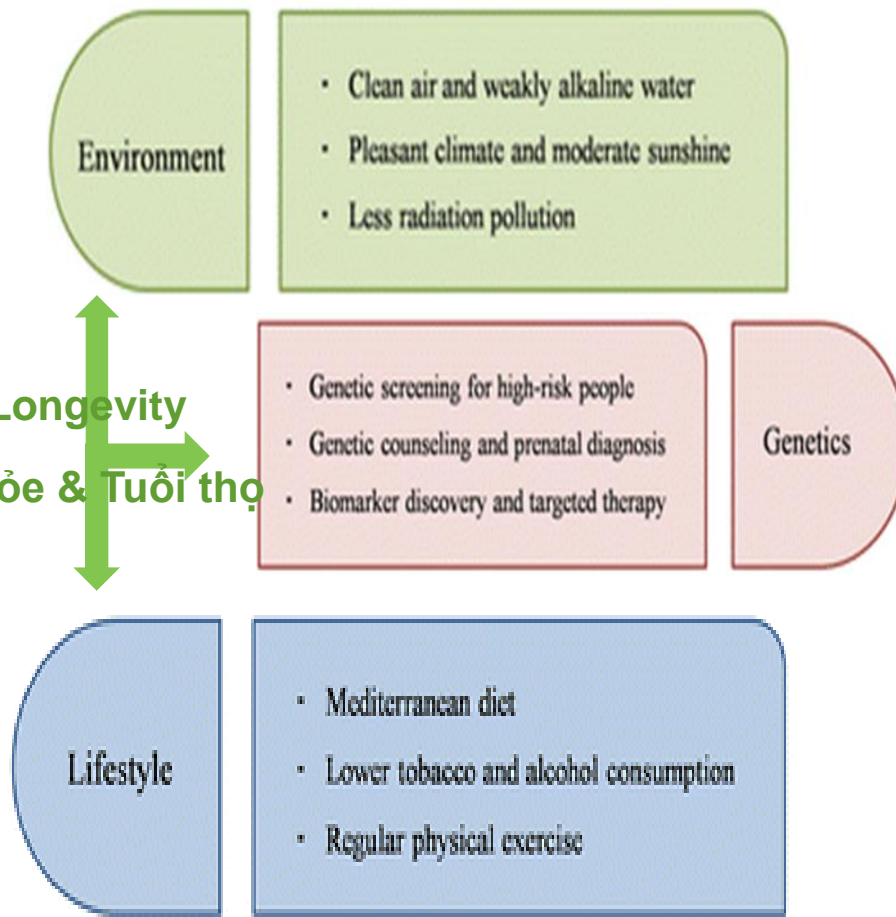 Environment
· Clean air and weakly alkaline water
· Pleasant climate and moderate sunshine
· Less radiation pollution
Longevity
ỏe & Tuổi thọ
· Genetic screening for high-risk people
· Genetic counseling and prenatal diagnosis
· Biomarker discovery and targeted therapy
Genetics
Lifestyle
· Mediterranean diet
· Lower tobacco and alcohol consumption
· Regular physical exercise